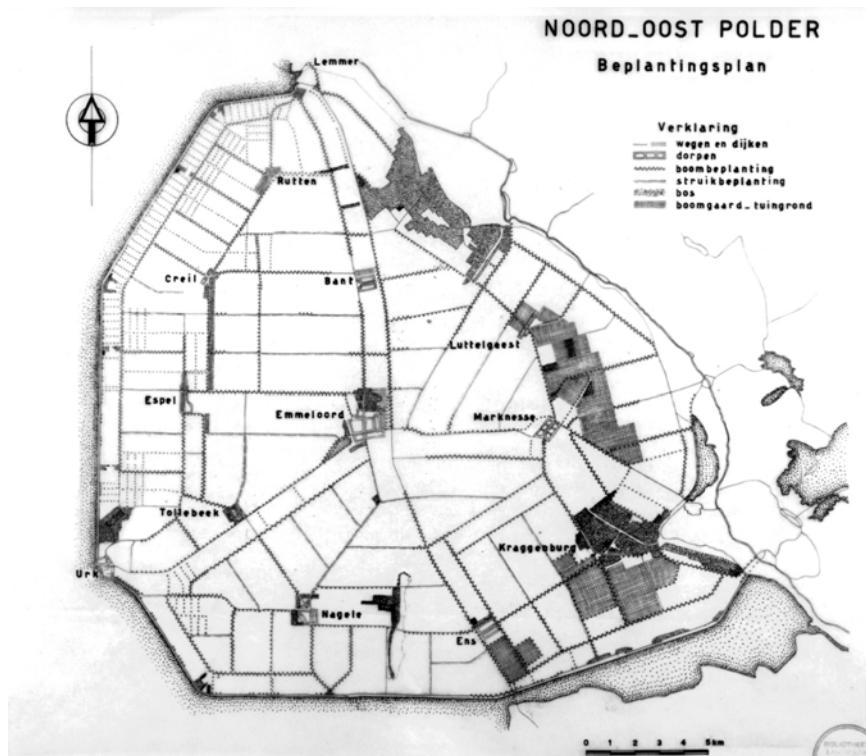 NOORD_OOST POLDER
Beplantingsplan
Verklaring
wegen en dijken
dorpen
boombeplanting
struikbeplanting
bos
boomgaard_tuingrond
Lemmer
Rutten
Creil
Bant
Luttelgeest
Espel
Emmeloord
Marknesse
Tollebeek
Kraggenburg
Urk
Nagele
Ens
0 1 2 3 4 5km